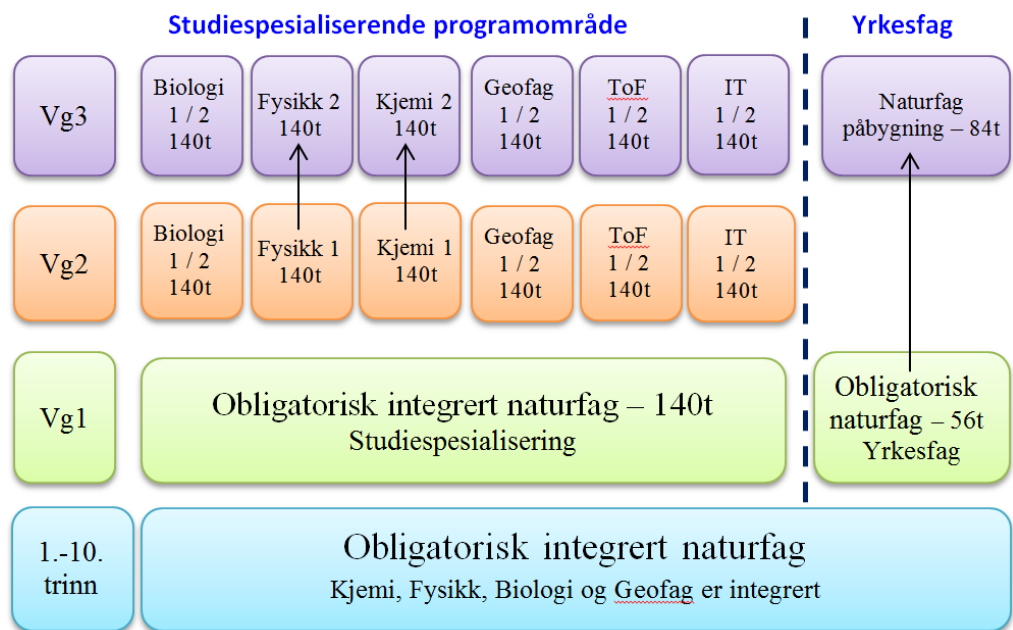 Studiespesialiserende programområde
Yrkesfag
Vg3
Biologi
1 / 2
140t
Fysikk 2
140t
Kjemi 2
140t
Geofag
1 / 2
140t
ToF
1 / 2
140t
IT
1 / 2
140t
Naturfag
påbygning – 84t
Vg2
Biologi
1 / 2
140t
Fysikk 1
140t
Kjemi 1
140t
Geofag
1 / 2
140t
ToF
1 / 2
140t
IT
1 / 2
140t
Vg1
Obligatorisk integrert naturfag – 140t
Studiespesialisering
Obligatorisk
naturfag – 56t
Yrkesfag
1.-10.
trinn
Obligatorisk integrert naturfag
Kjemi, Fysikk, Biologi og Geofag er integrert